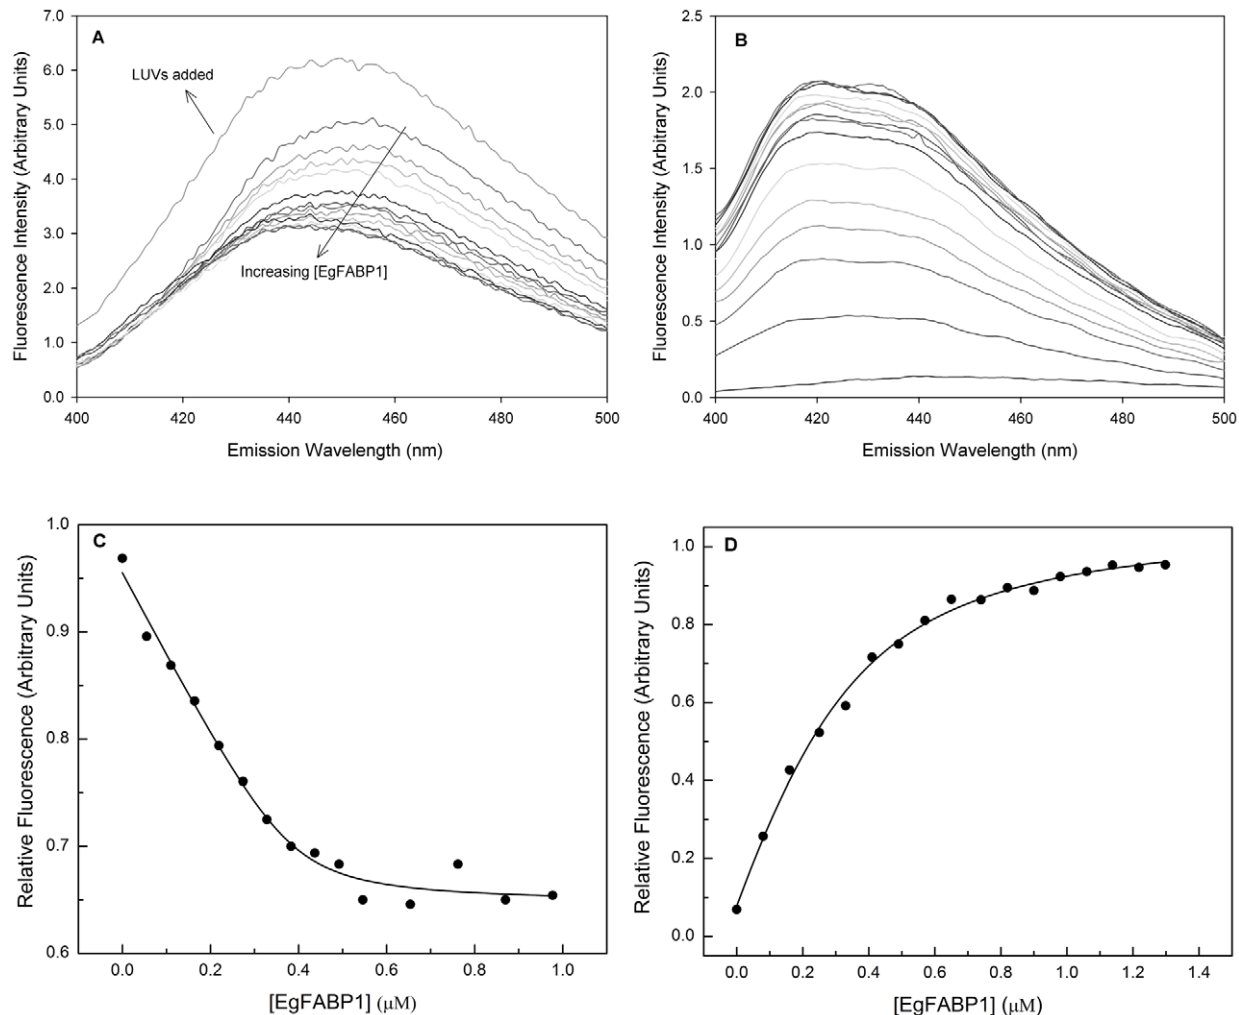 A
Fluorescence Intensity (Arbitrary Units)
7.0
6.0
5.0
4.0
3.0
2.0
1.0
0.0
LUVs added
Increasing [EgFABP1]
400 420 440 460 480 500
Emission Wavelength (nm)
B
Fluorescence Intensity (Arbitrary Units)
2.5
2.0
1.5
1.0
0.5
0.0
400 420 440 460 480 500
Emission Wavelength (nm)
C
Relative Fluorescence (Arbitrary Units)
1.0
0.9
0.8
0.7
0.6
0.0 0.2 0.4 0.6 0.8 1.0
[EgFABP1] (μM)
D
Relative Fluorescence (Arbitrary Units)
1.0
0.8
0.6
0.4
0.2
0.0
0.0 0.2 0.4 0.6 0.8 1.0 1.2 1.4
[EgFABP1] (μM)